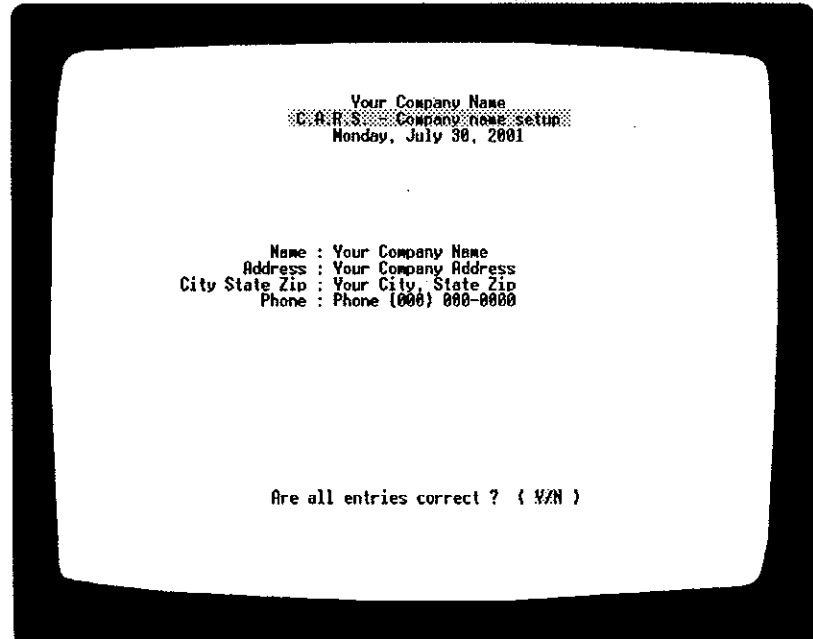 Your Company Name
C.A.R.S. - Company name setup
Monday, July 30, 2001
Name : Your Company Name
Address : Your Company Address
City State Zip : Your City, State Zip
Phone : Phone (000) 000-0000
Are all entries correct ? ( Y/N )